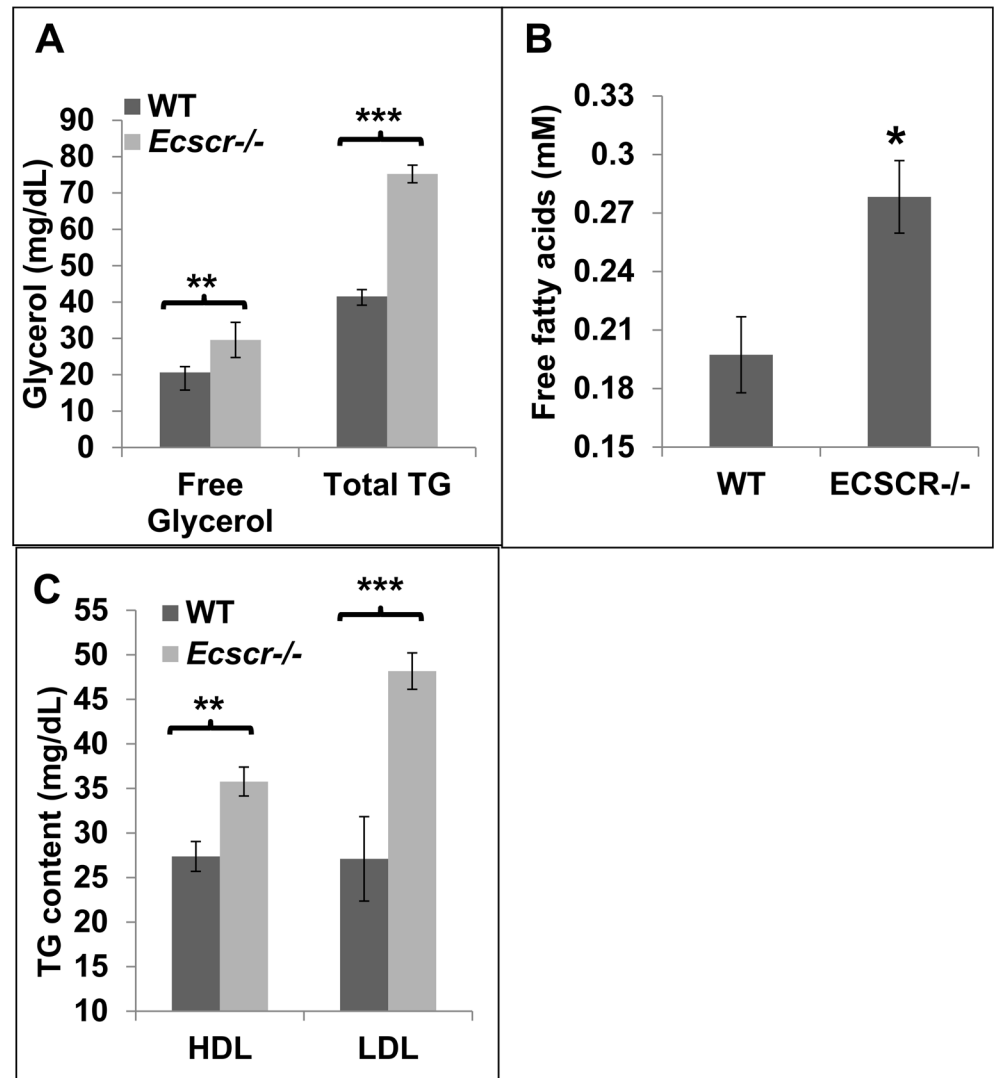 A
WT
Ecscr-/-
Glycerol (mg/dL)
90
80
70
60
50
40
30
20
10
0
**
***
Free
Glycerol
Total TG
B
Free fatty acids (mM)
0.33
0.3
0.27
0.24
0.21
0.18
0.15
*
WT
ECSCR-/-
C
WT
Ecscr-/-
TG content (mg/dL)
55
50
45
40
35
30
25
20
15
10
**
***
HDL
LDL